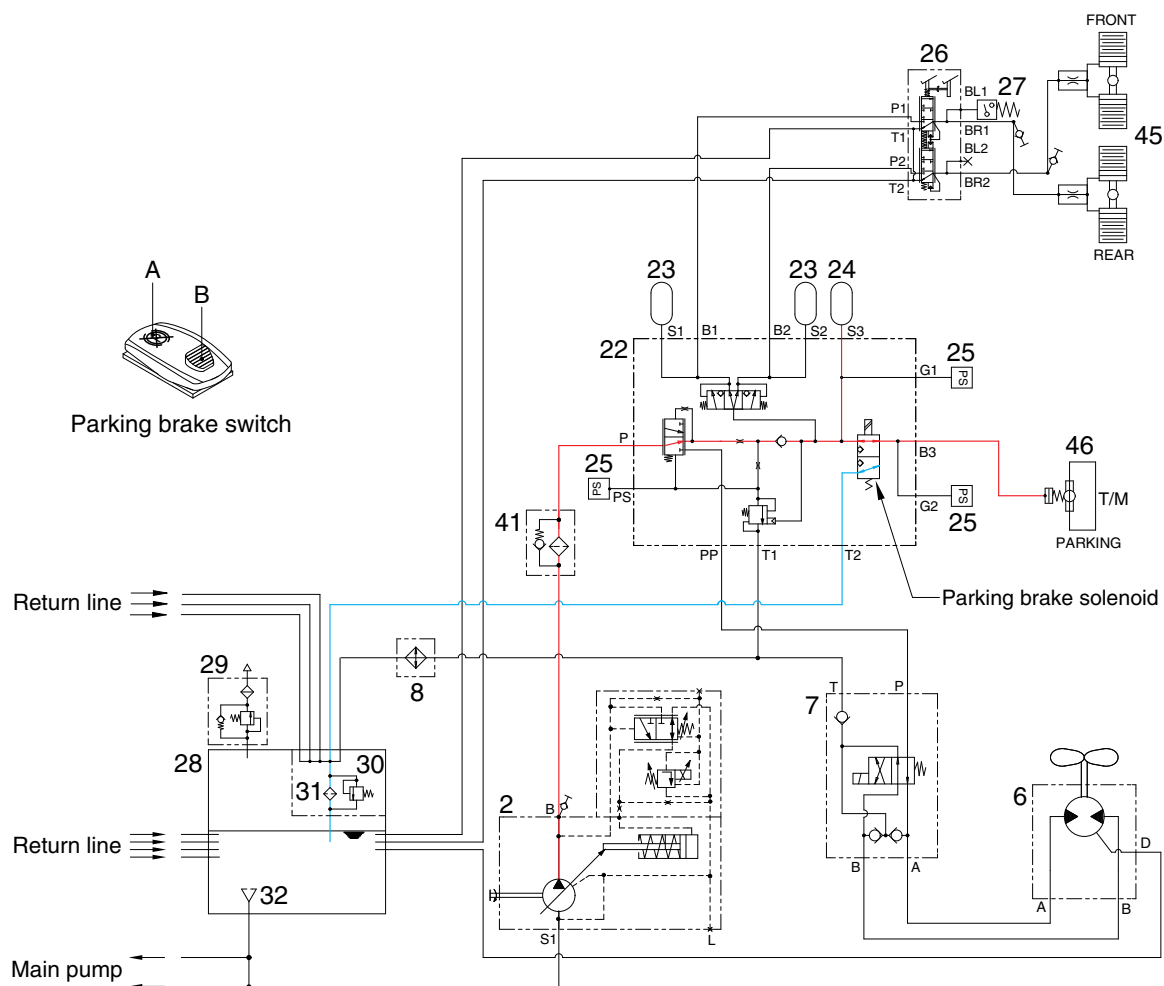 FRONT
26
27
BL1
P1
T1
BR1
BL2
P2
T2
BR2
45
REAR
A
B
Parking brake switch
23
23
24
S1
B1
B2
S2
S3
22
25
G1
PS
P
B3
46
25
PS
PS
T/M
PS
G2
25
PARKING
41
PP
T1
T2
Parking brake solenoid
Return line
29
8
7
T
P
28
30
31
2
B
6
Return line
D
B
A
A
B
32
S1
L
Main pump